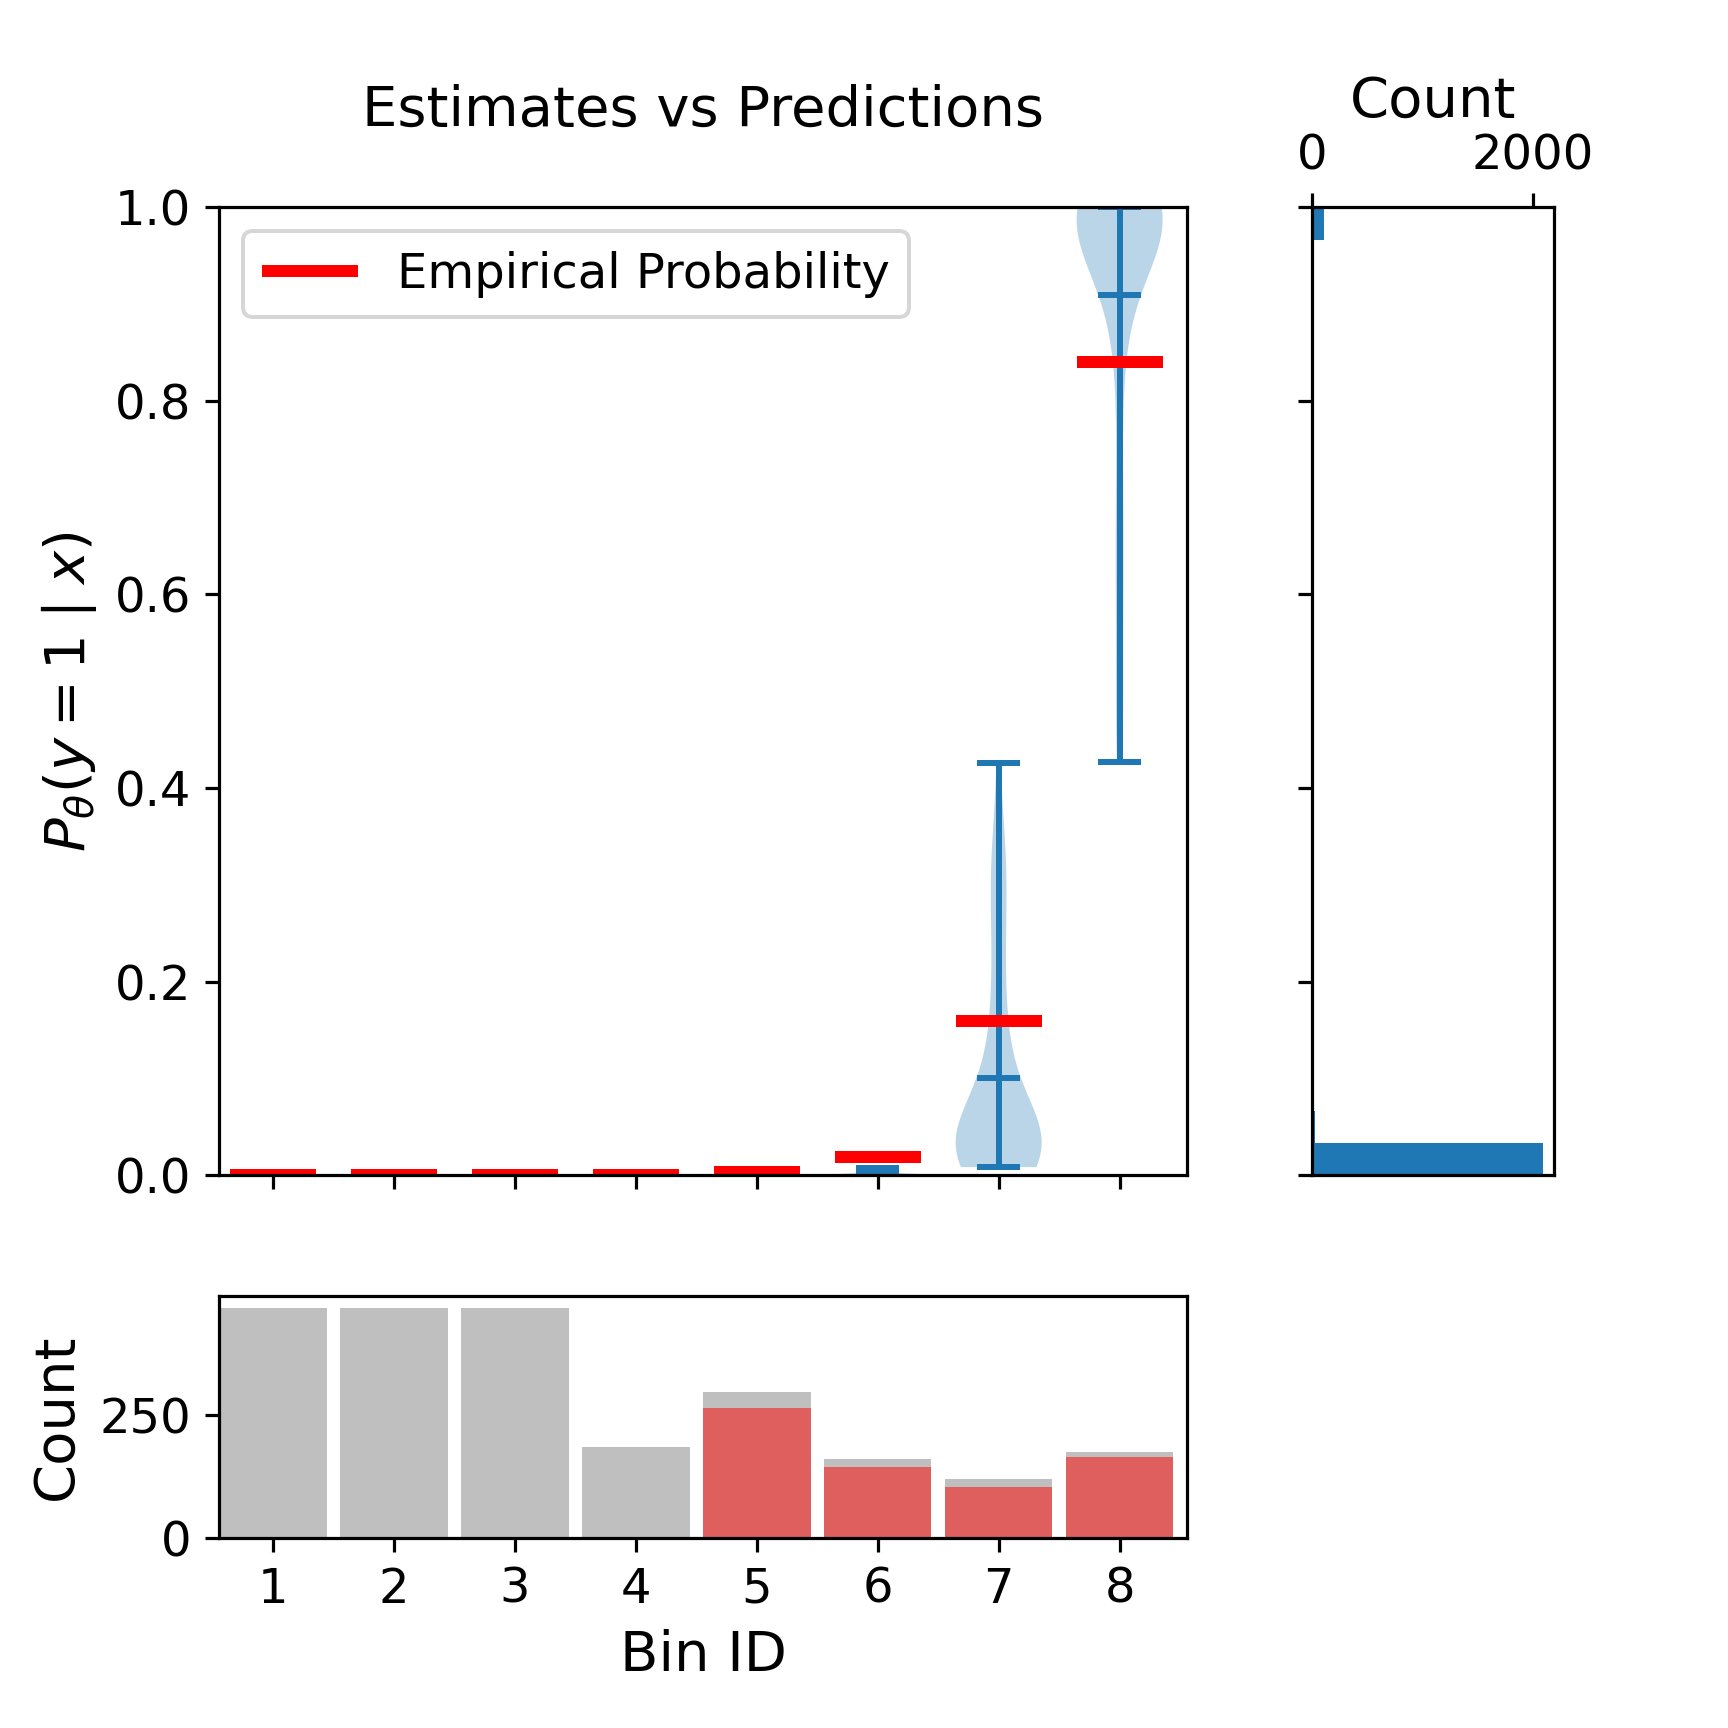 Estimates vs Predictions
Count
0 2000
1.0
Empirical Probability
0.8
0.6
0.4
0.2
0.0
P_θ(y = 1 | x)
Count
250
0
1 2 3 4 5 6 7 8
Bin ID